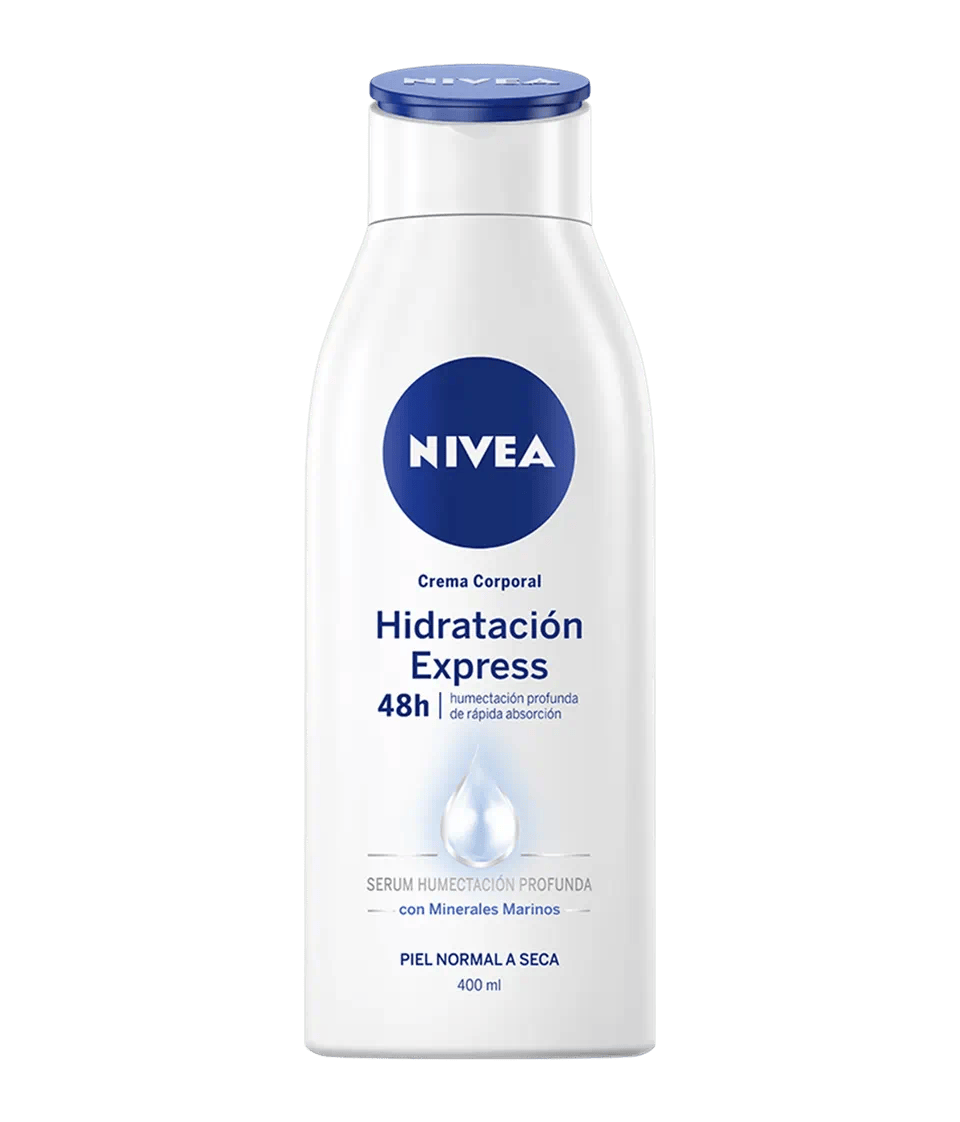 NIVEA
NIVEA
Crema Corporal
Hidratación
Express
48h | humectación profunda
de rápida absorción
SERUM HUMECTACIÓN PROFUNDA
con Minerales Marinos
PIEL NORMAL A SECA
400 ml